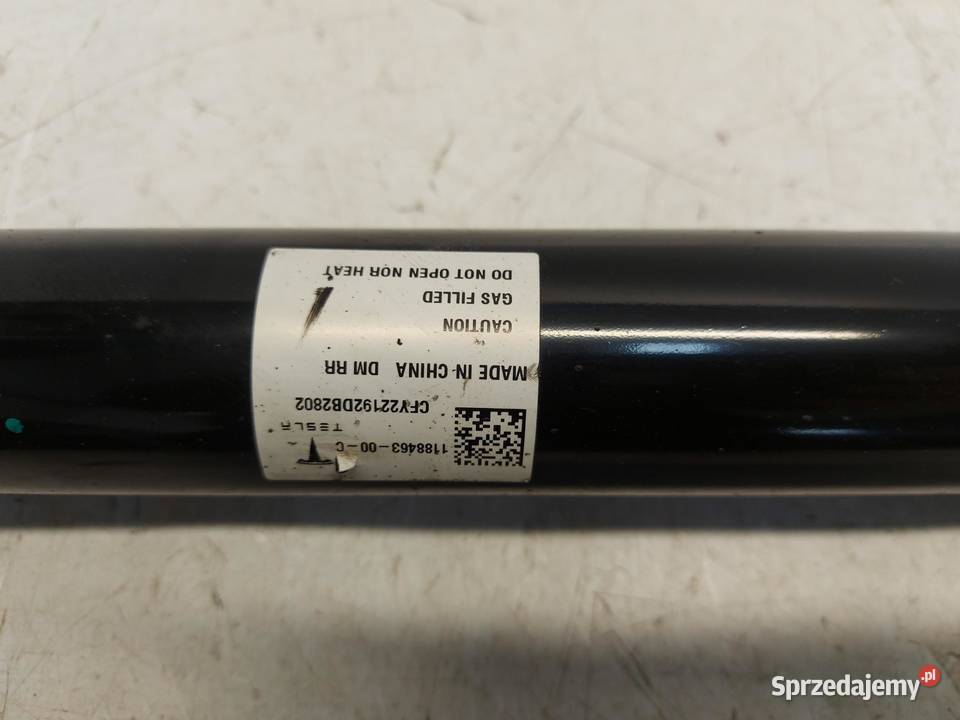 1188463-00-C
TESLA
CFY22192DB2802
MADE IN CHINA DM RR
CAUTION
GAS FILLED
DO NOT OPEN NOR HEAT
Sprzedajemy.pl